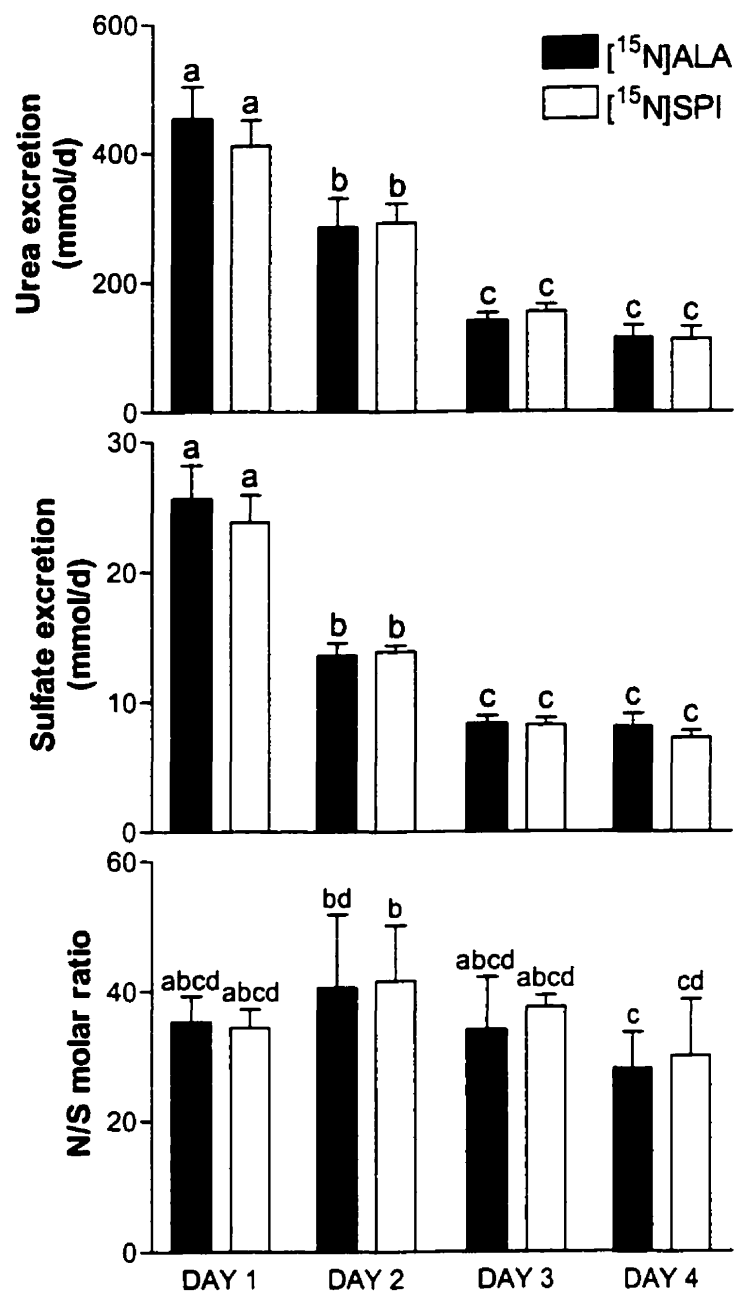 600
[¹⁵N]ALA
[¹⁵N]SPI
a a
400
b b
200
c c
c c
0
Urea excretion
(mmol/d)
30
a a
20
b b
10
c c
c c
0
Sulfate excretion
(mmol/d)
60
bd b
abcd abcd
abcd abcd
cd
c
40
20
0
N/S molar ratio
DAY 1 DAY 2 DAY 3 DAY 4